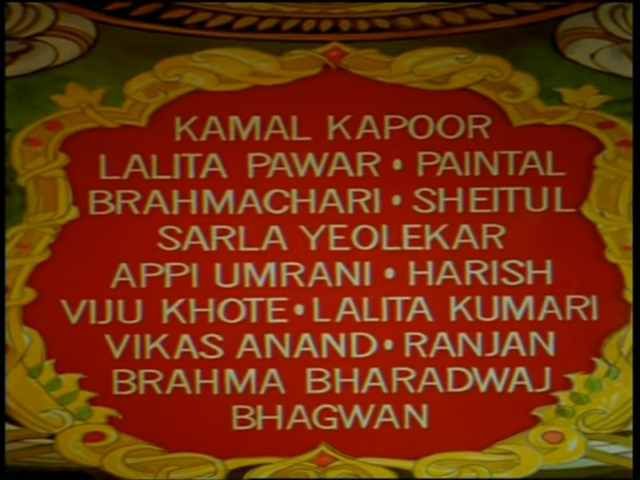 KAMAL KAPOOR
LALITA PAWAR • PAINTAL
BRAHMACHARI • SHEITUL
SARLA YEOLEKAR
APPI UMRANI • HARISH
VIJU KHOTE • LALITA KUMARI
VIKAS ANAND • RANJAN
BRAHMA BHARADWAJ
BHAGWAN